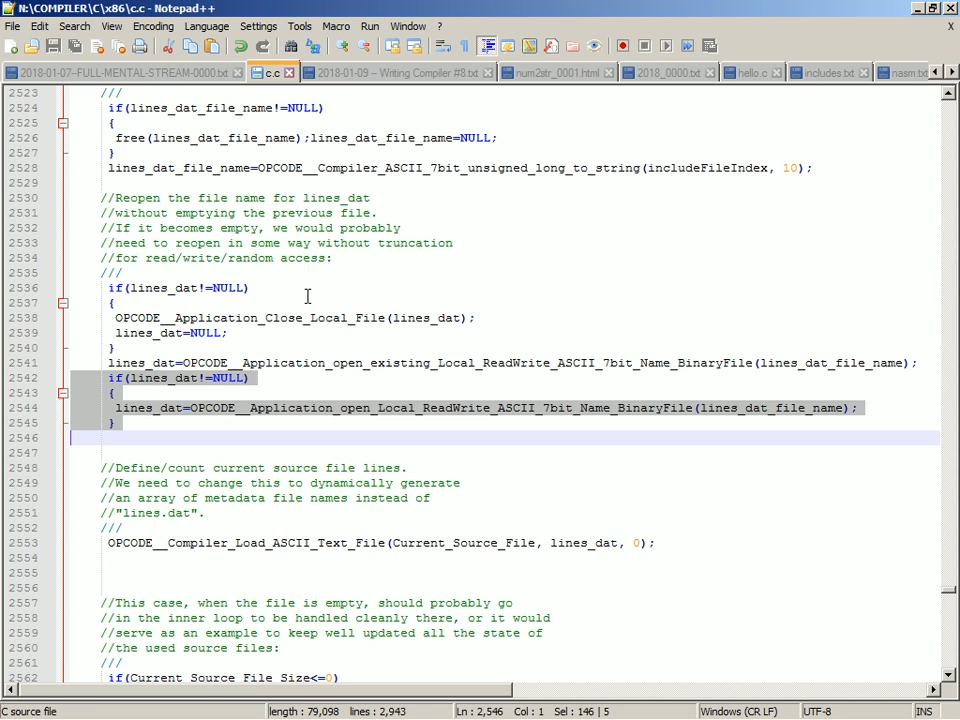 N:\COMPILER\C\x86\c.c - Notepad++
File Edit Search View Encoding Language Settings Tools Macro Run Window ? X
2018-01-07-FULL-MENTAL-STREAM-0000.txt c.c 2018-01-09 – Writing Compiler #8.txt num2str_0001.html 2018_0000.txt hello.c includes.txt nasm.txt
2523 ///
2524 if(lines_dat_file_name!=NULL)
2525 {
2526 free(lines_dat_file_name);lines_dat_file_name=NULL;
2527 }
2528 lines_dat_file_name=OPCODE__Compiler_ASCII_7bit_unsigned_long_to_string(includeFileIndex, 10);
2529
2530 //Reopen the file name for lines_dat
2531 //without emptying the previous file.
2532 //If it becomes empty, we would probably
2533 //need to reopen in some way without truncation
2534 //for read/write/random access:
2535 ///
2536 if(lines_dat!=NULL)
2537 {
2538 OPCODE__Application_Close_Local_File(lines_dat);
2539 lines_dat=NULL;
2540 }
2541 lines_dat=OPCODE__Application_open_existing_Local_ReadWrite_ASCII_7bit_Name_BinaryFile(lines_dat_file_name);
2542 if(lines_dat!=NULL)
2543 {
2544 lines_dat=OPCODE__Application_open_Local_ReadWrite_ASCII_7bit_Name_BinaryFile(lines_dat_file_name);
2545 }
2546
2547
2548 //Define/count current source file lines.
2549 //We need to change this to dynamically generate
2550 //an array of metadata file names instead of
2551 //"lines.dat".
2552 ///
2553 OPCODE__Compiler_Load_ASCII_Text_File(Current_Source_File, lines_dat, 0);
2554
2555
2556
2557 //This case, when the file is empty, should probably go
2558 //in the inner loop to be handled cleanly there, or it would
2559 //serve as an example to keep well updated all the state of
2560 //the used source files:
2561 ///
2562 if(Current_Source_File_Size<=0)
C source file length : 79,098 lines : 2,943 Ln : 2,546 Col : 1 Sel : 146 | 5 Windows (CR LF) UTF-8 INS